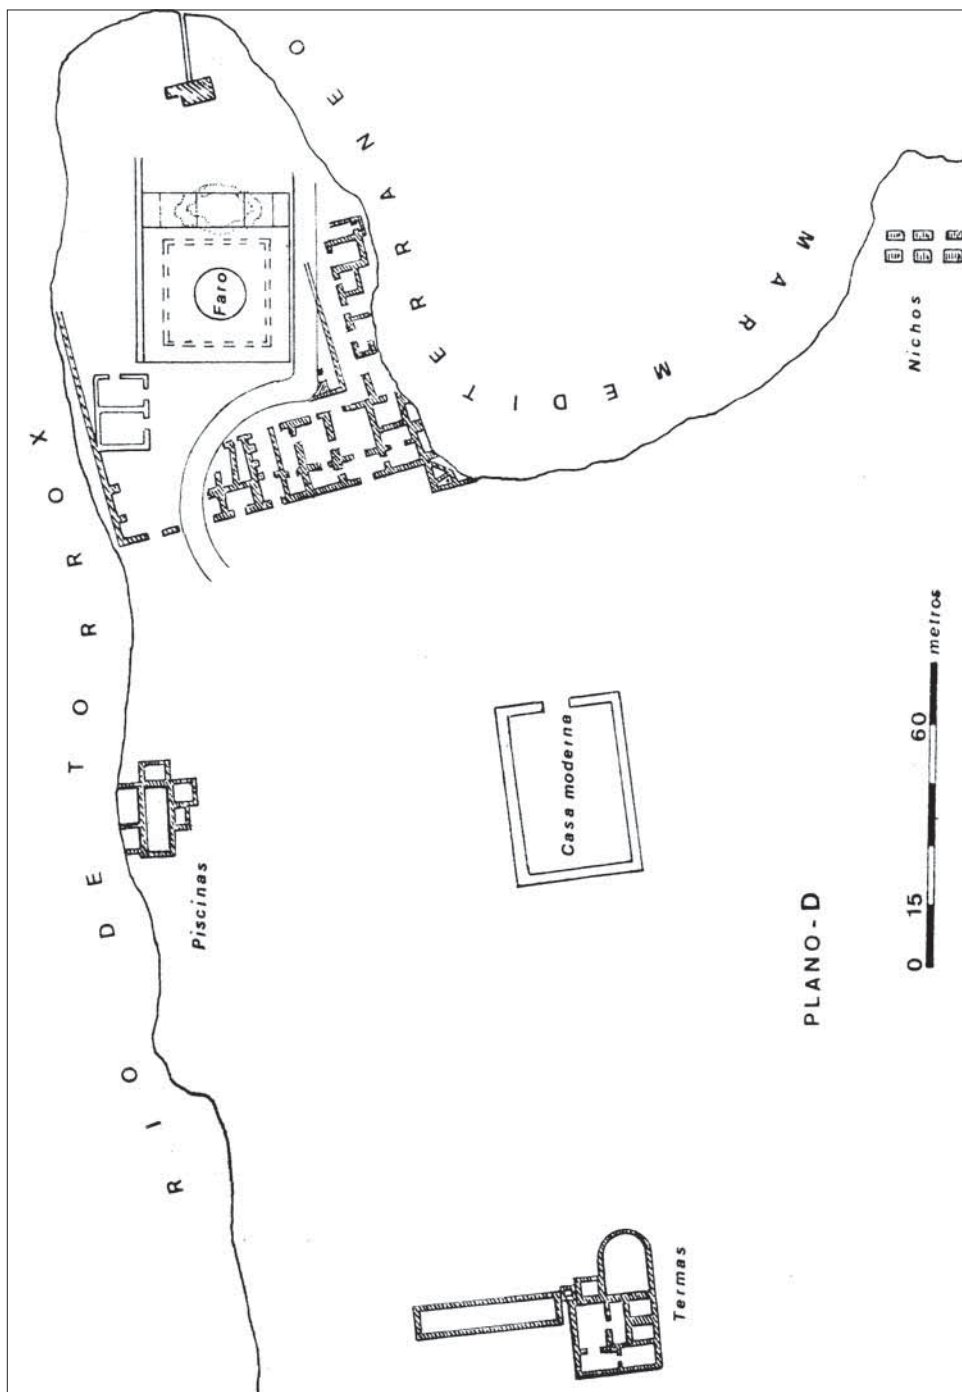 RIO DE TORROX
MAR MEDITERRANEO
Faro
Nichos
Piscinas
Casa moderna
Termas
PLANO-D
0 15 60 metros